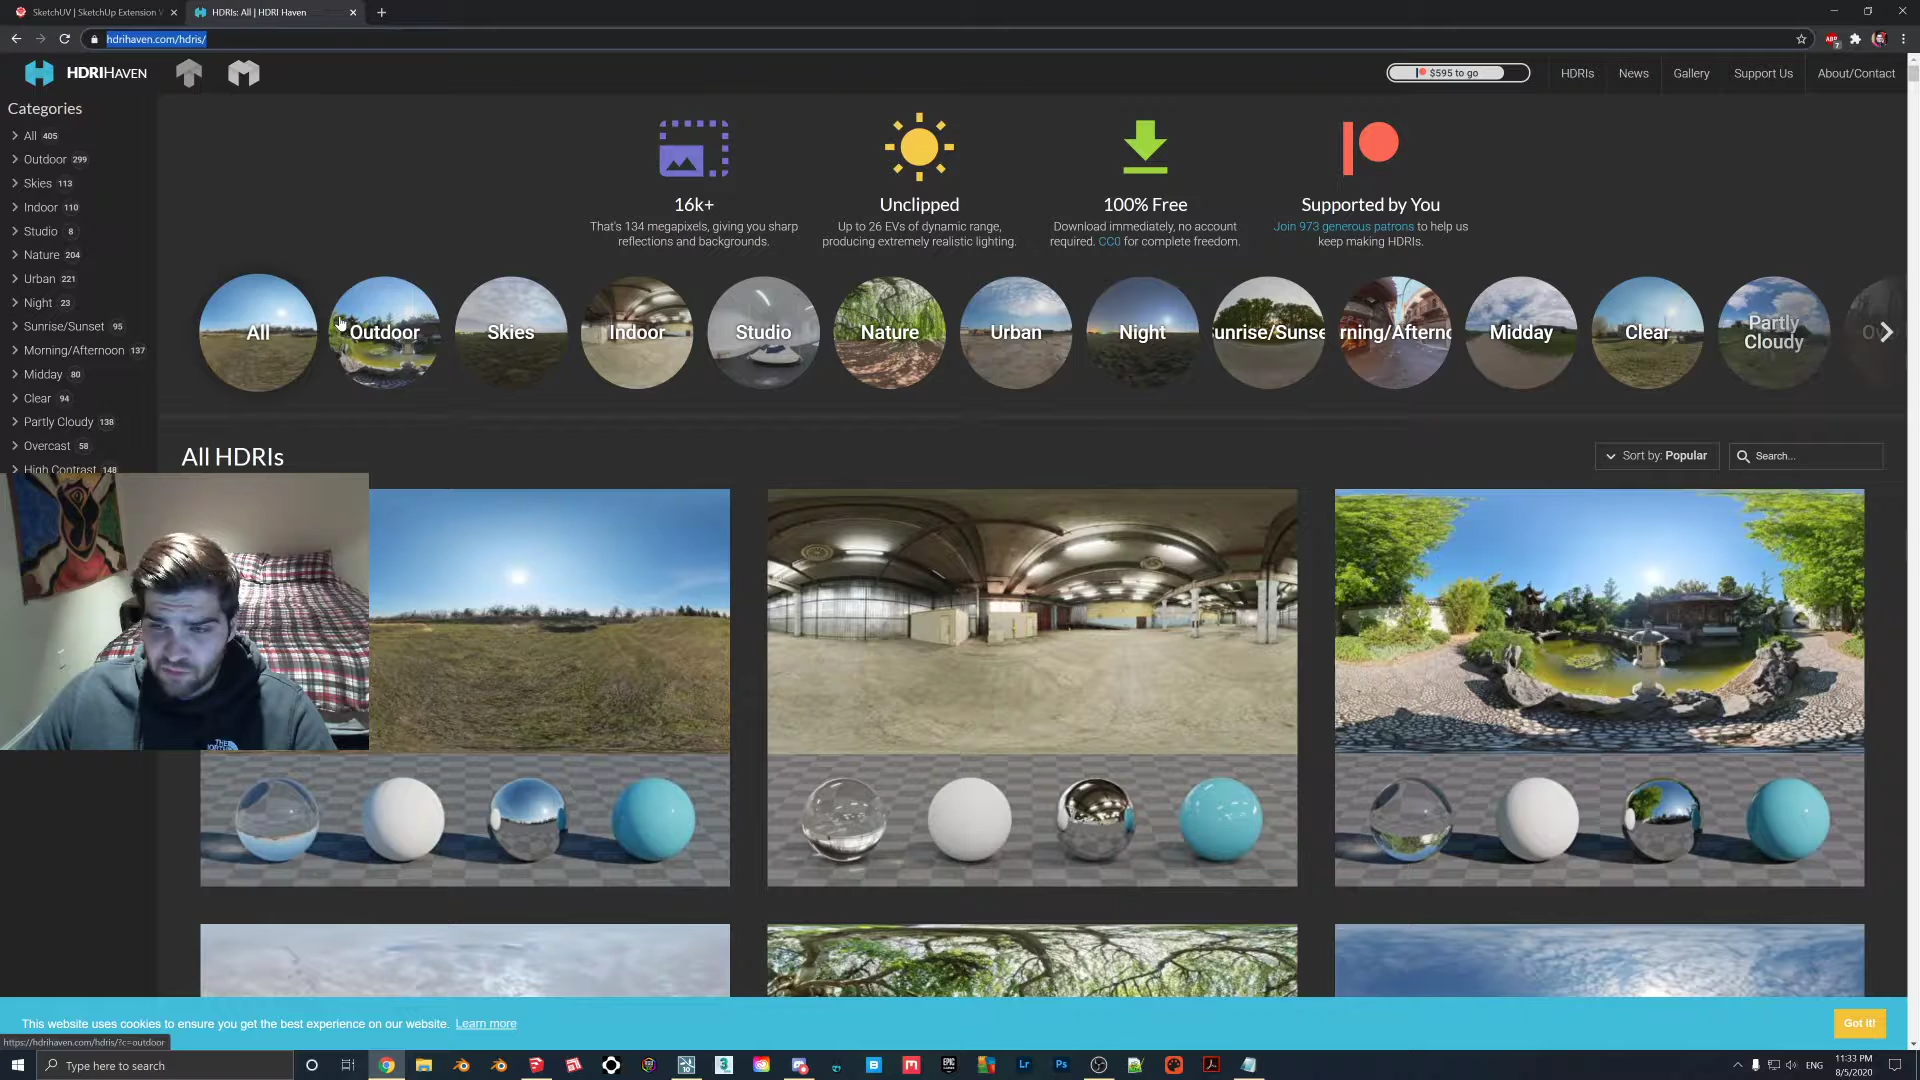 SketchUV | SketchUp Extension
HDRIs: All | HDRI Haven
hdrihaven.com/hdris/
HDRIHAVEN
$595 to go
HDRIs
News
Gallery
Support Us
About/Contact
Categories
All 405
Outdoor 299
Skies 113
Indoor 110
Studio 8
Nature 204
Urban 221
Night 23
Sunrise/Sunset 95
Morning/Afternoon 137
Midday 80
Clear 94
Partly Cloudy 138
Overcast 58
High Contrast 148
16k+
That's 134 megapixels, giving you sharp
reflections and backgrounds.
Unclipped
Up to 26 EVs of dynamic range,
producing extremely realistic lighting.
100% Free
Download immediately, no account
required. CC0 for complete freedom.
Supported by You
Join 973 generous patrons to help us
keep making HDRIs.
All
Outdoor
Skies
Indoor
Studio
Nature
Urban
Night
unrise/Sunse
rning/Afterno
Midday
Clear
Partly
Cloudy
All HDRIs
Sort by: Popular
Search...
THE
NORTH
This website uses cookies to ensure you get the best experience on our website. Learn more
Got it!
https://hdrihaven.com/hdris/?c=outdoor
Type here to search
Lr
Ps
ENG
11:33 PM
8/5/2020